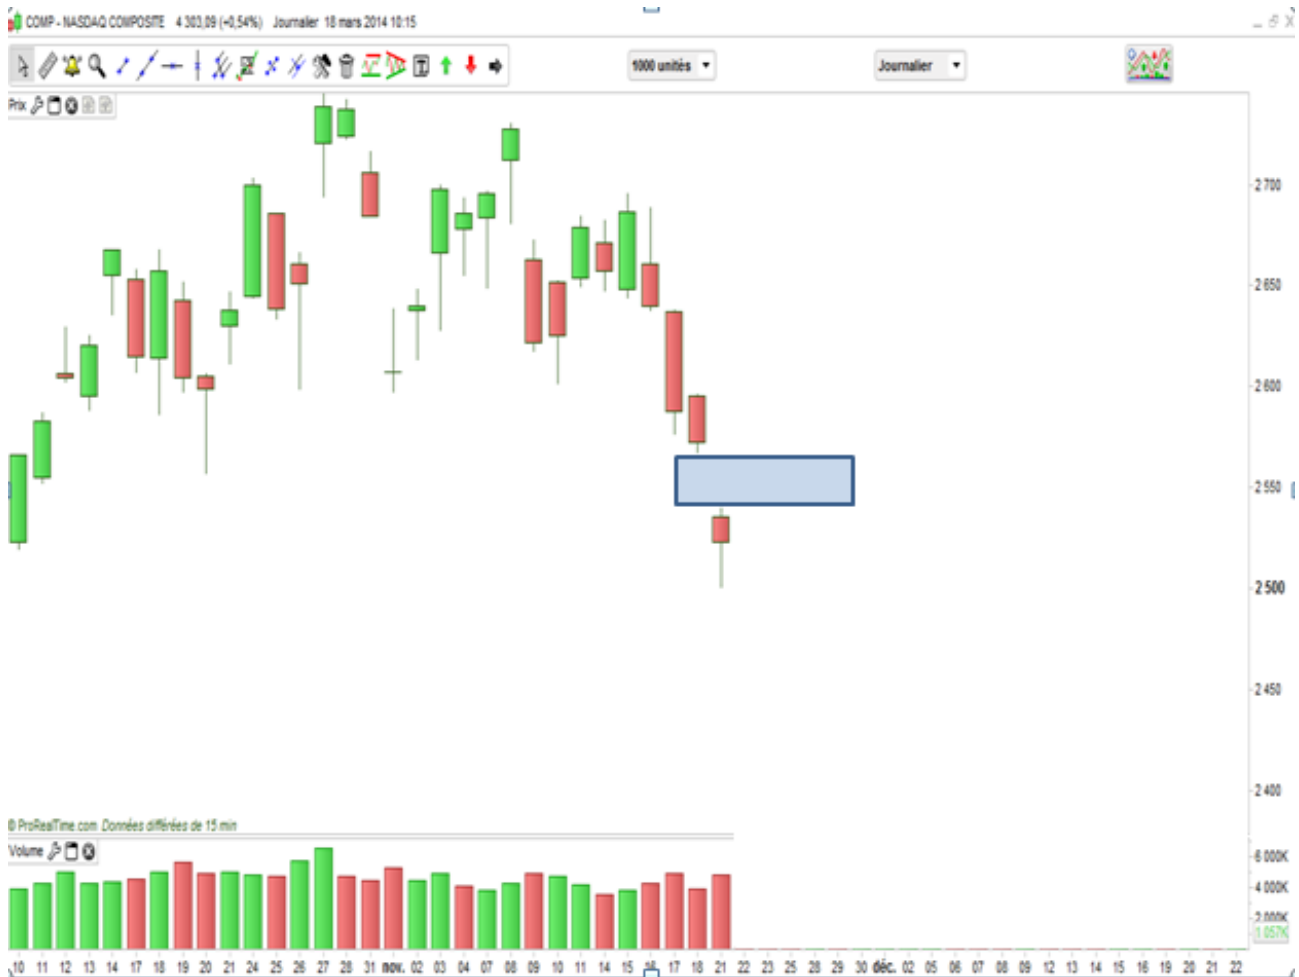 COMP - NASDAQ COMPOSITE 4 303,09 (+0,54%) Journalier 18 mars 2014 10:15
1000 unités Journalier
Prix
2 700
2 650
2 600
2 550
2 500
2 450
2 400
© ProRealTime.com Données différées de 15 min
Volume
6 000K
4 000K
2 000K
1 057K
10 11 12 13 14 17 18 19 20 21 24 25 26 27 28 31 nov. 02 03 04 07 08 09 10 11 14 15 16 17 18 21 22 23 25 28 29 30 déc. 02 05 06 07 08 09 12 13 14 15 16 19 20 21 22